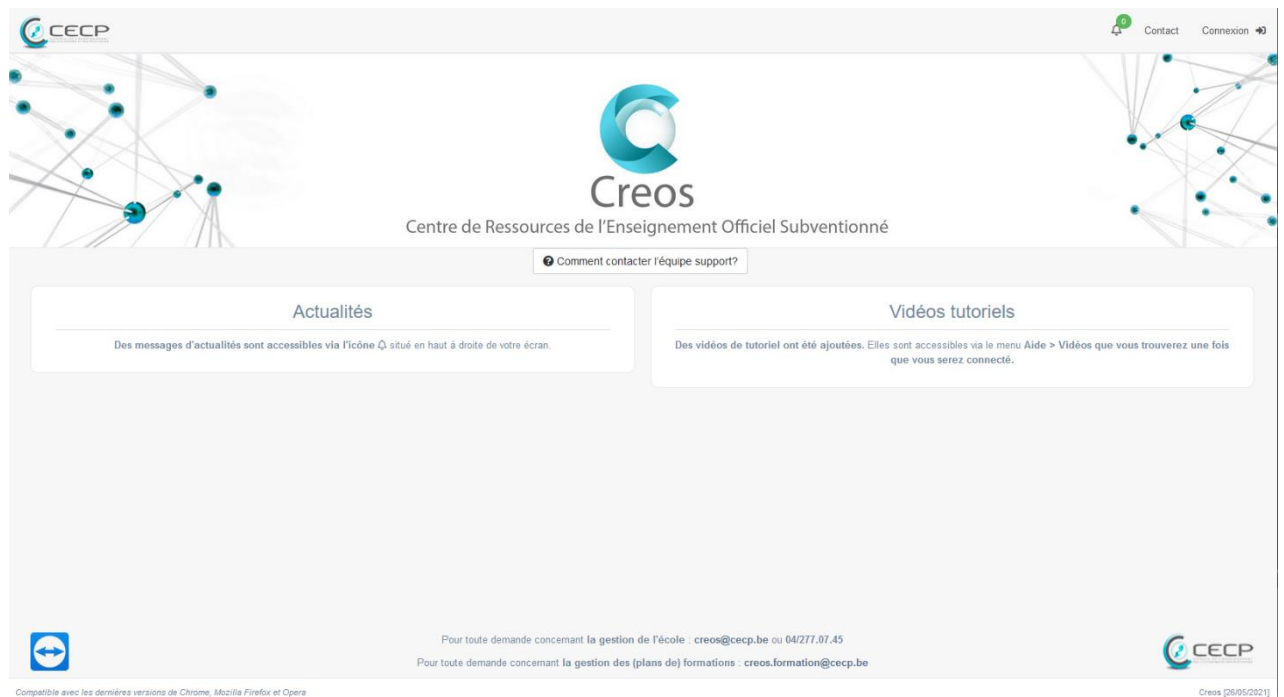 CECP
0
Contact
Connexion
Creos
Centre de Ressources de l'Enseignement Officiel Subventionné
Comment contacter l'équipe support?
Actualités
Des messages d'actualités sont accessibles via l'icône situé en haut à droite de votre écran.
Vidéos tutoriels
Des vidéos de tutoriel ont été ajoutées. Elles sont accessibles via le menu Aide > Vidéos que vous trouverez une fois
que vous serez connecté.
Pour toute demande concernant la gestion de l'école : creos@cecp.be ou 04/277.07.45
Pour toute demande concernant la gestion des (plans de) formations : creos.formation@cecp.be
CECP
Compatible avec les dernières versions de Chrome, Mozilla Firefox et Opera
Creos [26/05/2021]